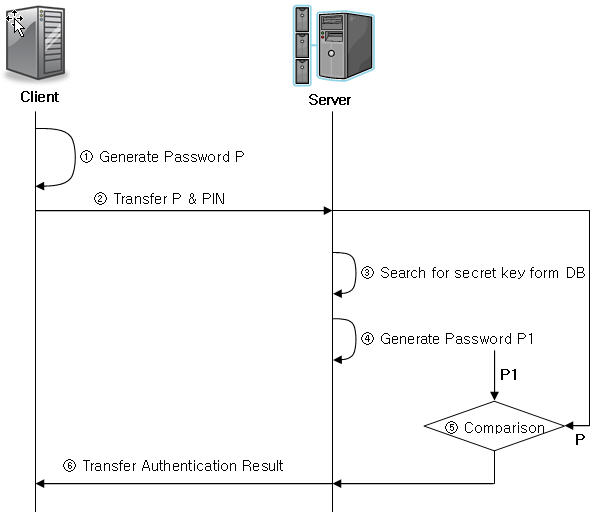 Client
Server
① Generate Password P
② Transfer P & PIN
③ Search for secret key form DB
④ Generate Password P1
P1
⑤ Comparison
P
⑥ Transfer Authentication Result